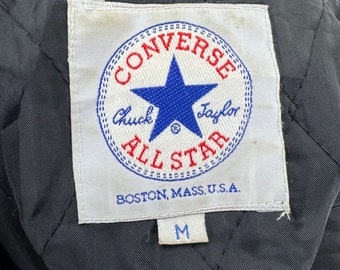 CONVERSE
Chuck Taylor
®
ALL STAR
BOSTON, MASS. U.S.A.
M